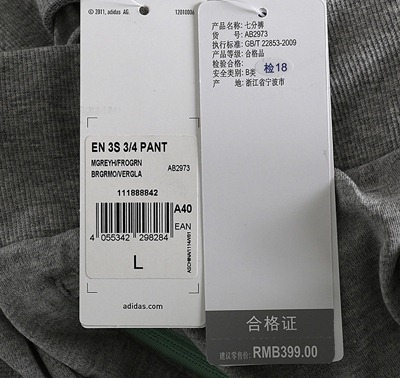 © 2011, adidas AG
12010006
EN 3S 3/4 PANT
MGREYH/FROGRN
BRGRMO/VERGLA
AB2973
111888842
A40
EAN
4 055342 298284
L
ASCHINA/1114/V61
adidas.com
产品名称: 七分裤
货 号: AB2973
执行标准: GB/T 22853-2009
产品等级: 合格品
检验合格:
检18
安全类别: B类
产 地: 浙江省宁波市
合格证
建议零售价: RMB399.00